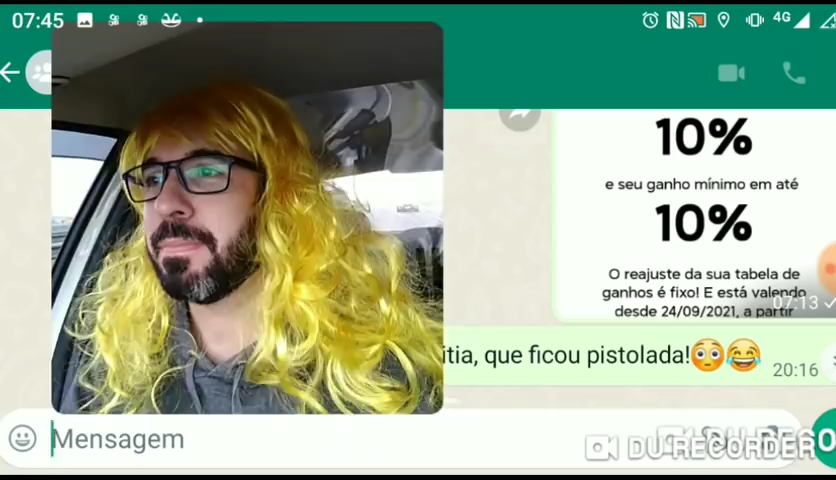 07:45
4G
10%
e seu ganho mínimo em até
10%
O reajuste da sua tabela de
ganhos é fixo! E está valendo
desde 24/09/2021, a partir
07:13
que ficou pistolada!😳😂
20:16
Mensagem
DU RECORDER